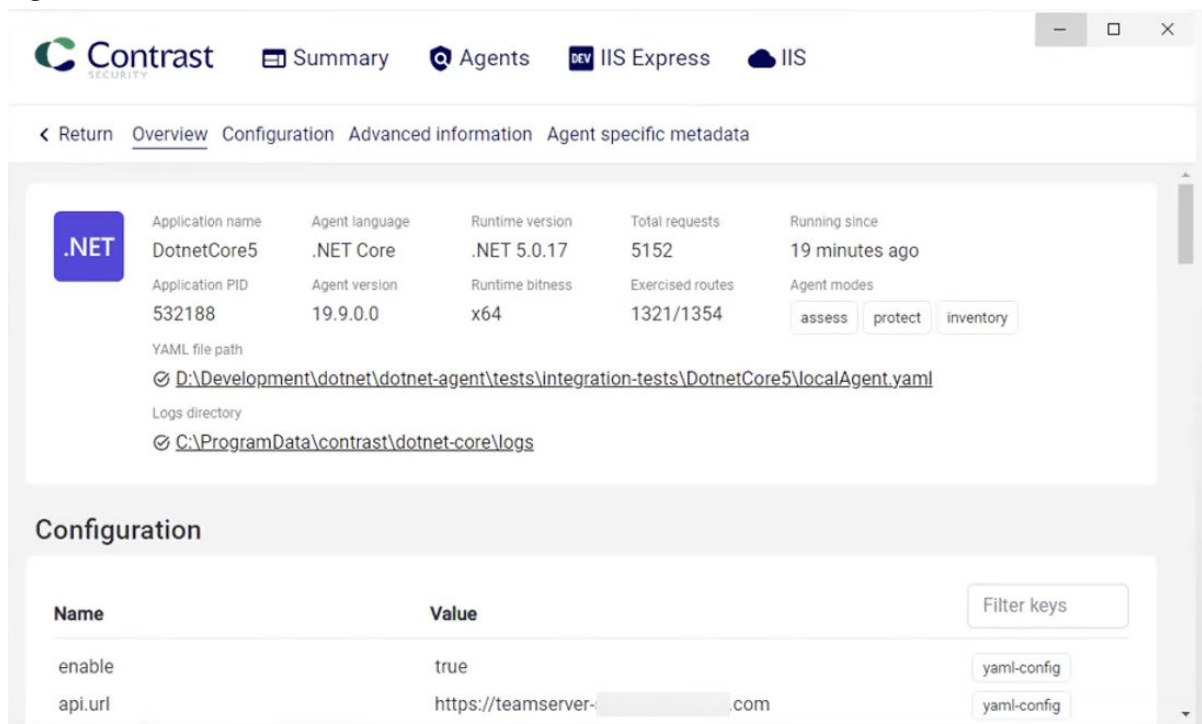 Contrast
SECURITY
Summary Agents DEV IIS Express IIS
Return Overview Configuration Advanced information Agent specific metadata
.NET
Application name Agent language Runtime version Total requests Running since
DotnetCore5 .NET Core .NET 5.0.17 5152 19 minutes ago
Application PID Agent version Runtime bitness Exercised routes Agent modes
532188 19.9.0.0 x64 1321/1354 assess protect inventory
YAML file path
D:\Development\dotnet\dotnet-agent\tests\integration-tests\DotnetCore5\localAgent.yaml
Logs directory
C:\ProgramData\contrast\dotnet-core\logs
Configuration
Name Value Filter keys
enable true yaml-config
api.url https://teamserver- .com yaml-config